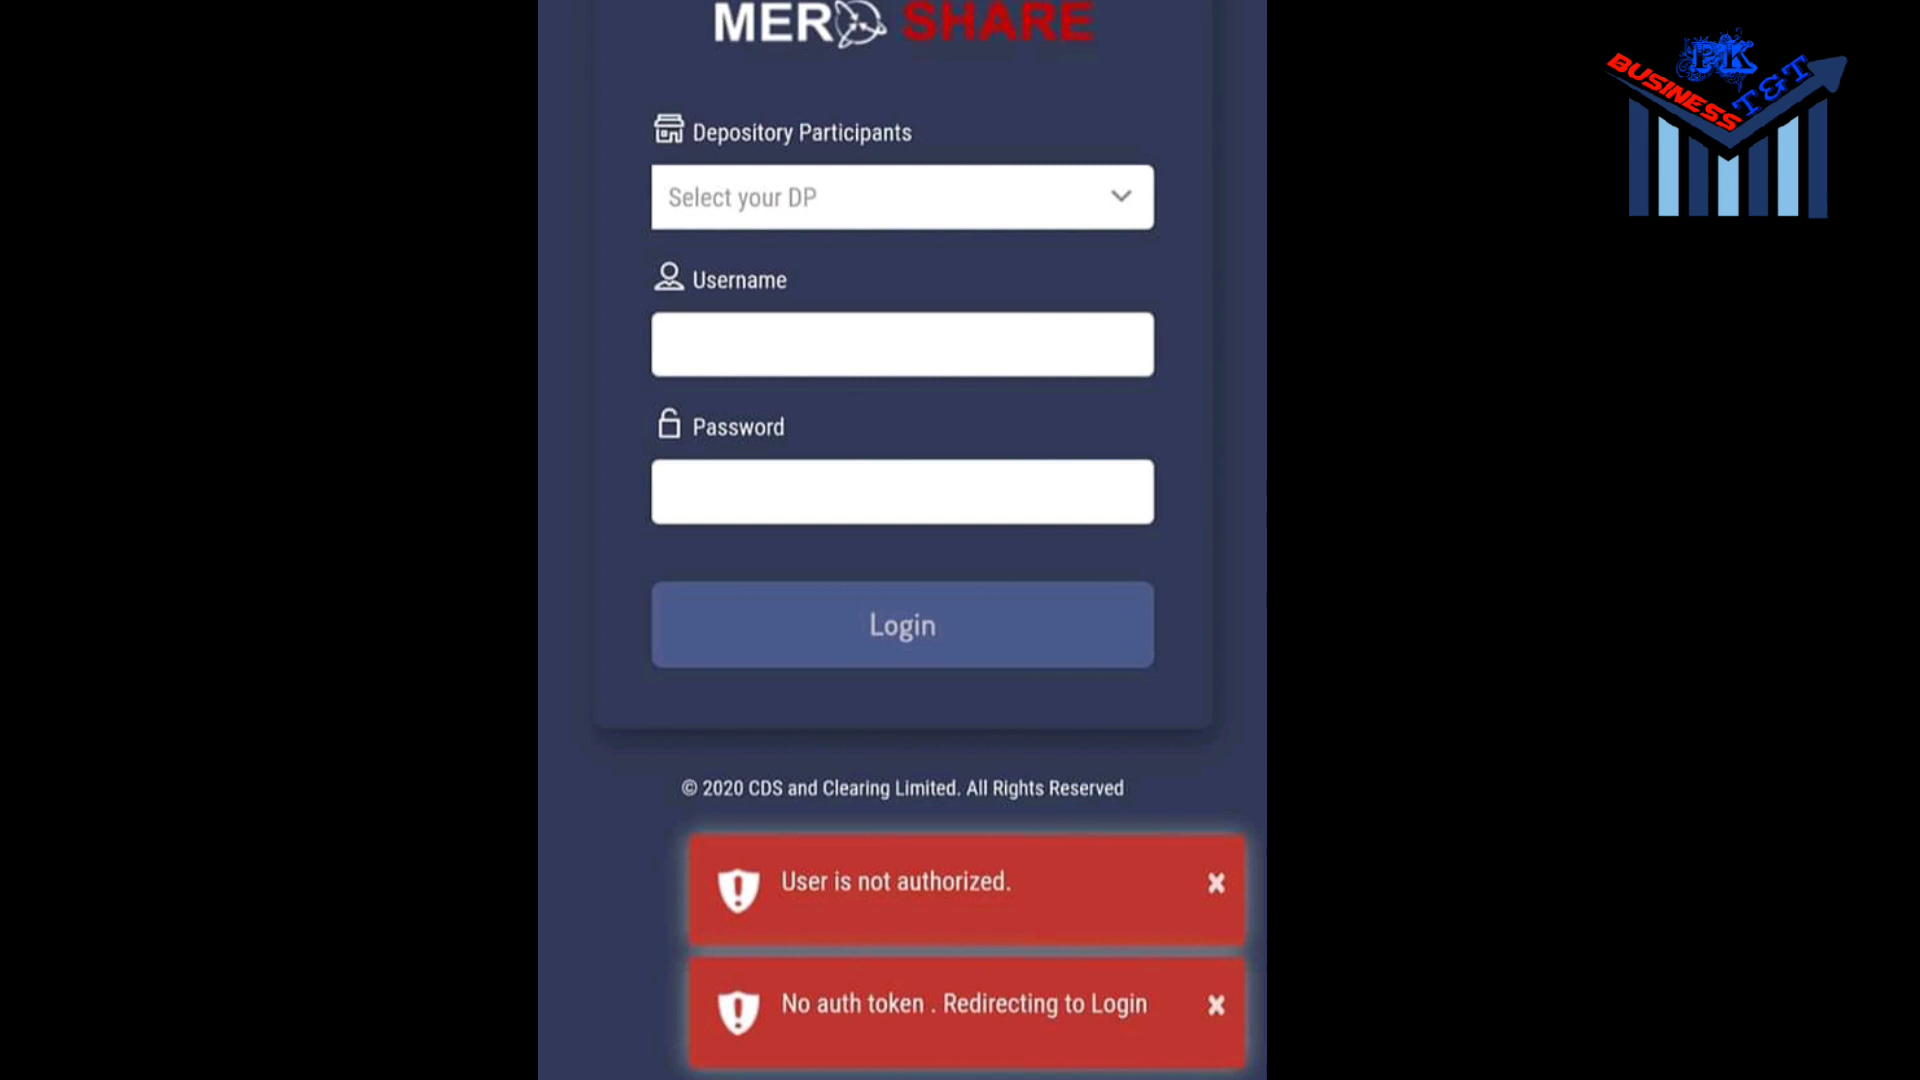 MERO SHARE
Depository Participants
Select your DP
Username
Password
Login
© 2020 CDS and Clearing Limited. All Rights Reserved
User is not authorized.
No auth token . Redirecting to Login
PK
BUSINESS T&T